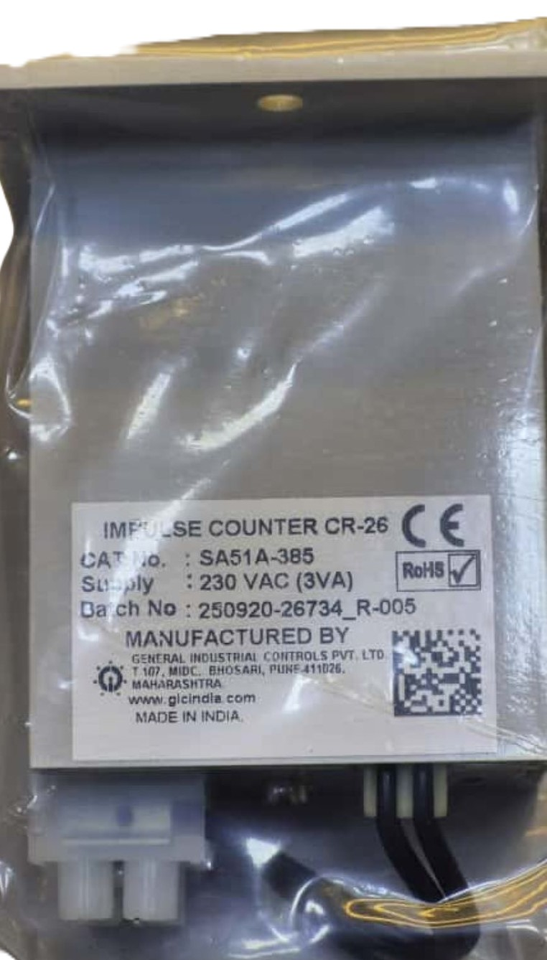 IMPULSE COUNTER CR-26
CE
CAT No. : SA51A-385
RoHS
Supply : 230 VAC (3VA)
Batch No : 250920-26734_R-005
MANUFACTURED BY
GENERAL INDUSTRIAL CONTROLS PVT. LTD.
T 107, MIDC, BHOSARI, PUNE-411026,
MAHARASHTRA
www.gicindia.com
MADE IN INDIA.